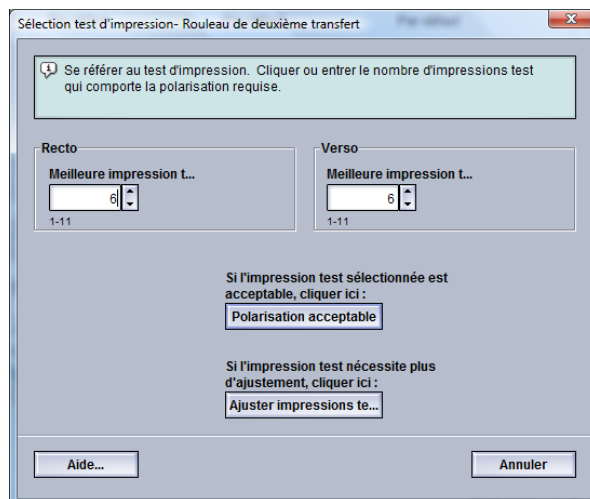 Sélection test d'impression- Rouleau de deuxième transfert
Se référer au test d'impression. Cliquer ou entrer le nombre d'impressions test
qui comporte la polarisation requise.
Recto
Verso
Meilleure impression t...
Meilleure impression t...
6
6
1-11
1-11
Si l'impression test sélectionnée est
acceptable, cliquer ici :
Polarisation acceptable
Si l'impression test nécessite plus
d'ajustement, cliquer ici :
Ajuster impressions te...
Aide...
Annuler